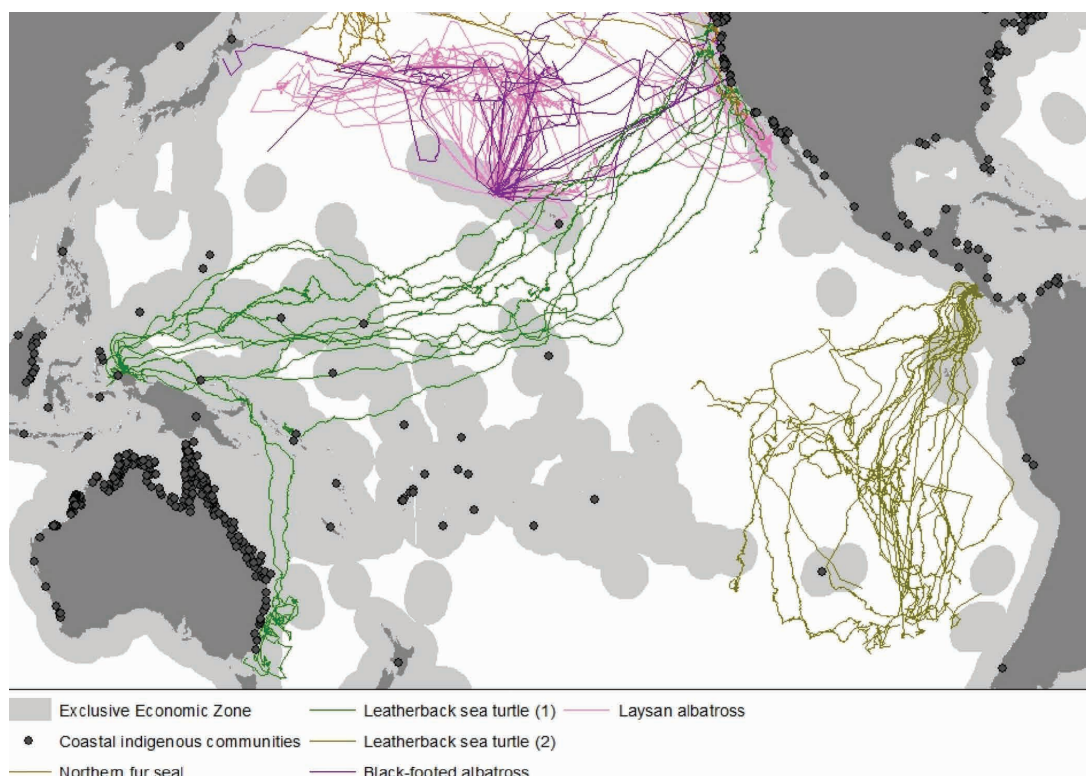 Exclusive Economic Zone
Leatherback sea turtle (1)
Laysan albatross
Coastal indigenous communities
Leatherback sea turtle (2)
Northern fur seal
Black-footed albatross